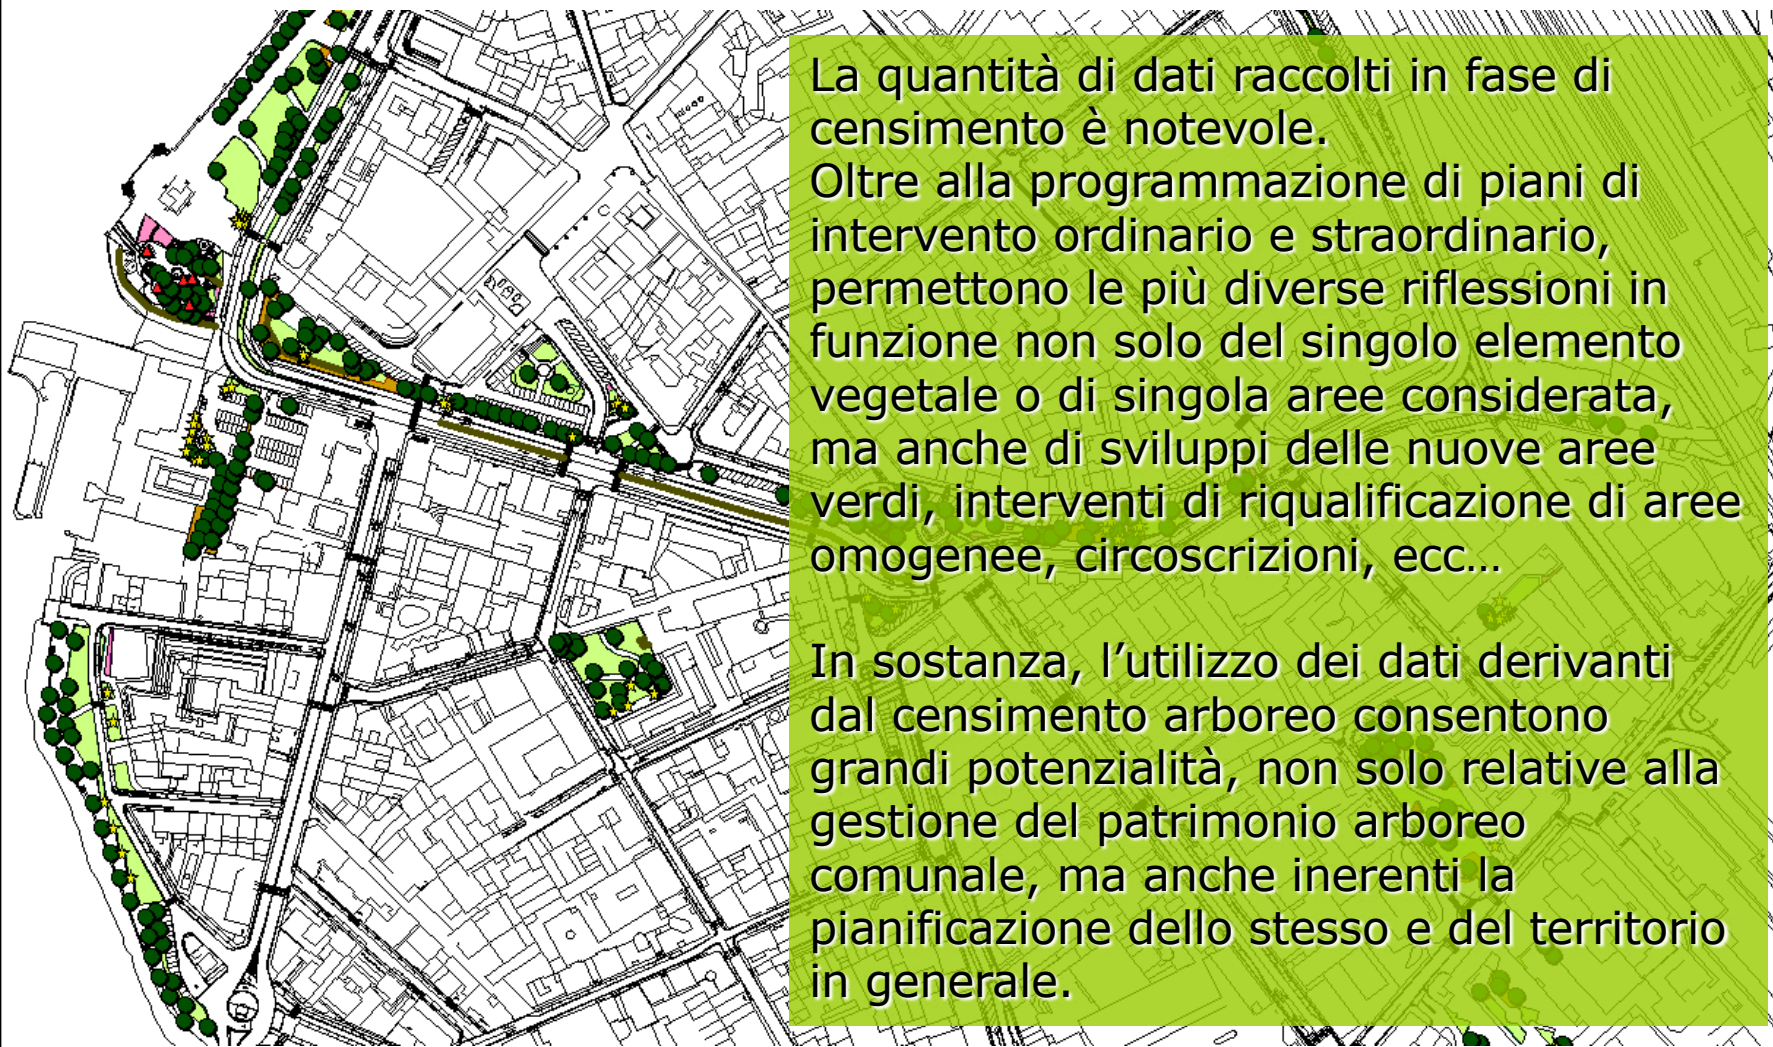 La quantità di dati raccolti in fase di
censimento è notevole.
Oltre alla programmazione di piani di
intervento ordinario e straordinario,
permettono le più diverse riflessioni in
funzione non solo del singolo elemento
vegetale o di singola aree considerata,
ma anche di sviluppi delle nuove aree
verdi, interventi di riqualificazione di aree
omogenee, circoscrizioni, ecc…
In sostanza, l’utilizzo dei dati derivanti
dal censimento arboreo consentono
grandi potenzialità, non solo relative alla
gestione del patrimonio arboreo
comunale, ma anche inerenti la
pianificazione dello stesso e del territorio
in generale.